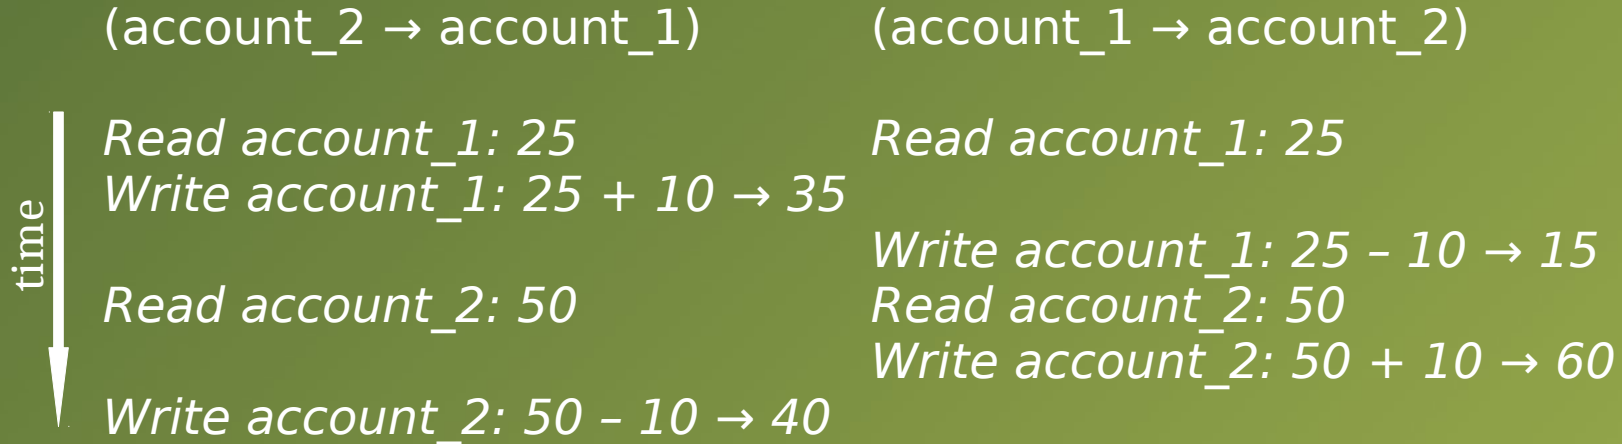 (account_2 → account_1)
(account_1 → account_2)
time
Read account_1: 25
Read account_1: 25
Write account_1: 25 + 10 → 35
Write account_1: 25 – 10 → 15
Read account_2: 50
Read account_2: 50
Write account_2: 50 + 10 → 60
Write account_2: 50 – 10 → 40